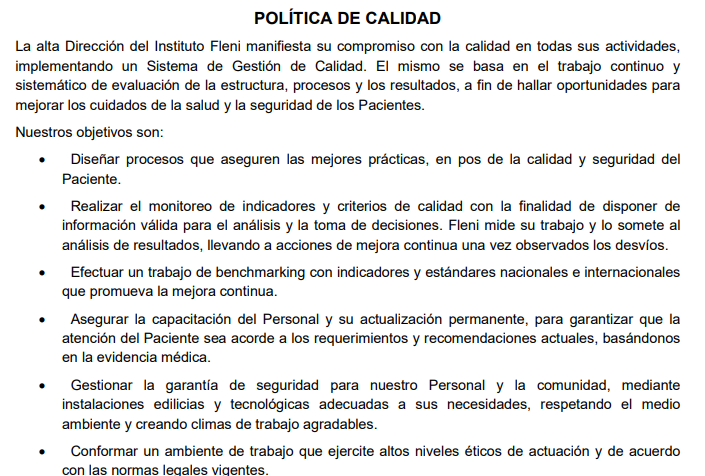 POLÍTICA DE CALIDAD
La alta Dirección del Instituto Fleni manifiesta su compromiso con la calidad en todas sus actividades,
implementando un Sistema de Gestión de Calidad. El mismo se basa en el trabajo continuo y
sistemático de evaluación de la estructura, procesos y los resultados, a fin de hallar oportunidades para
mejorar los cuidados de la salud y la seguridad de los Pacientes.
Nuestros objetivos son:
• Diseñar procesos que aseguren las mejores prácticas, en pos de la calidad y seguridad del
Paciente.
• Realizar el monitoreo de indicadores y criterios de calidad con la finalidad de disponer de
información válida para el análisis y la toma de decisiones. Fleni mide su trabajo y lo somete al
análisis de resultados, llevando a acciones de mejora continua una vez observados los desvíos.
• Efectuar un trabajo de benchmarking con indicadores y estándares nacionales e internacionales
que promueva la mejora continua.
• Asegurar la capacitación del Personal y su actualización permanente, para garantizar que la
atención del Paciente sea acorde a los requerimientos y recomendaciones actuales, basándonos
en la evidencia médica.
• Gestionar la garantía de seguridad para nuestro Personal y la comunidad, mediante
instalaciones edilicias y tecnológicas adecuadas a sus necesidades, respetando el medio
ambiente y creando climas de trabajo agradables.
• Conformar un ambiente de trabajo que ejercite altos niveles éticos de actuación y de acuerdo
con las normas legales vigentes.